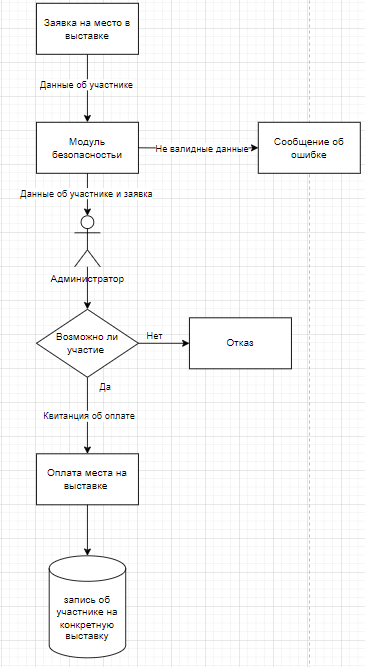 Заявка на место в
выставке
Данные об участнике
Модуль
безопасностьи
Не валидные данные
Сообщение об
ошибке
Данные об участнике и заявка
Администратор
Возможно ли
участие
Нет
Отказ
Да
Квитанция об оплате
Оплата места на
выставке
запись об
участнике на
конкретную
выставку